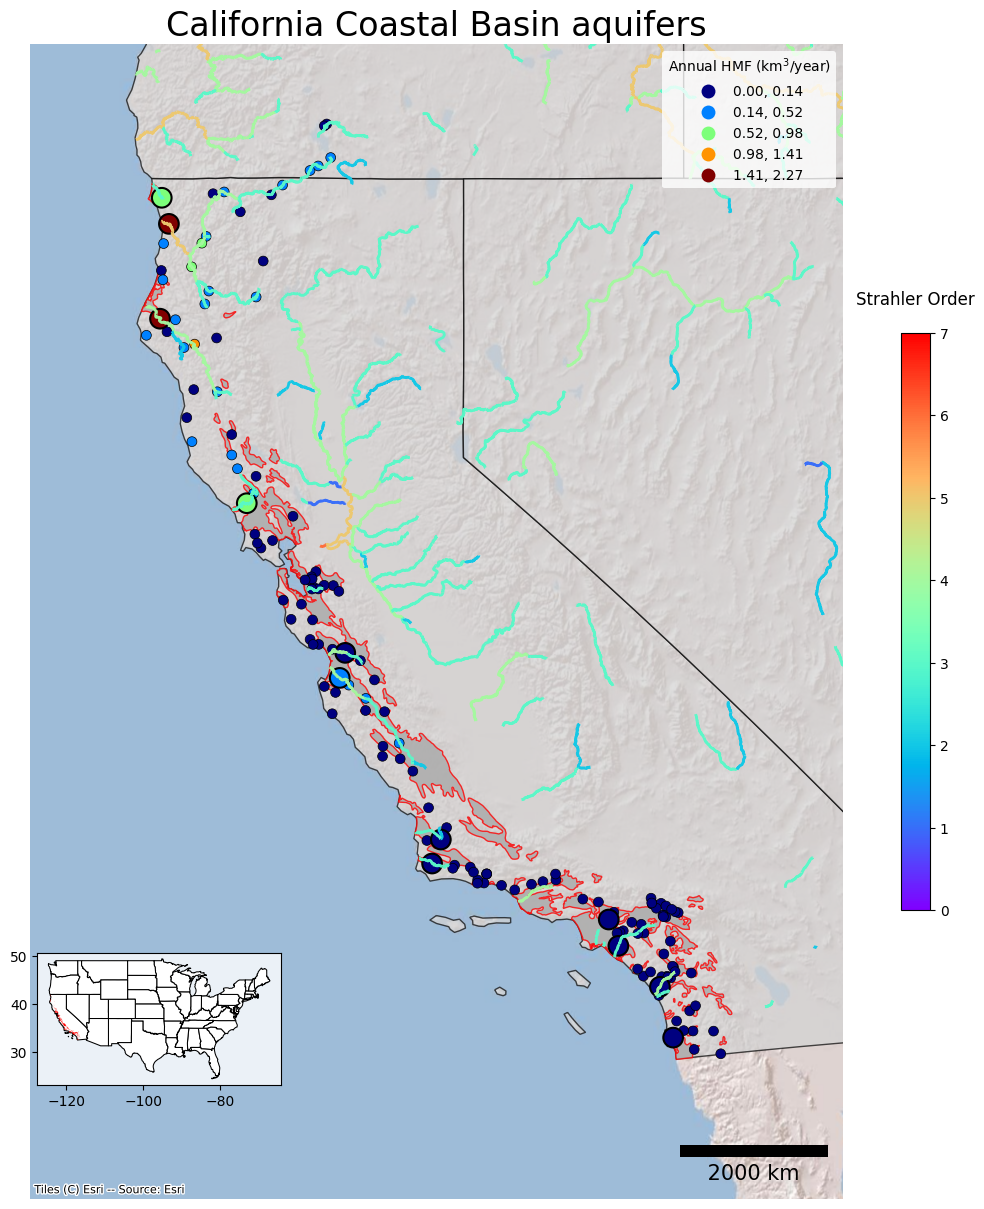 California Coastal Basin aquifers
Annual HMF (km³/year)
0.00, 0.14
0.14, 0.52
0.52, 0.98
0.98, 1.41
1.41, 2.27
Strahler Order
7
6
5
4
3
2
1
0
50
40
30
−120 −100 −80
2000 km
Tiles (C) Esri -- Source: Esri